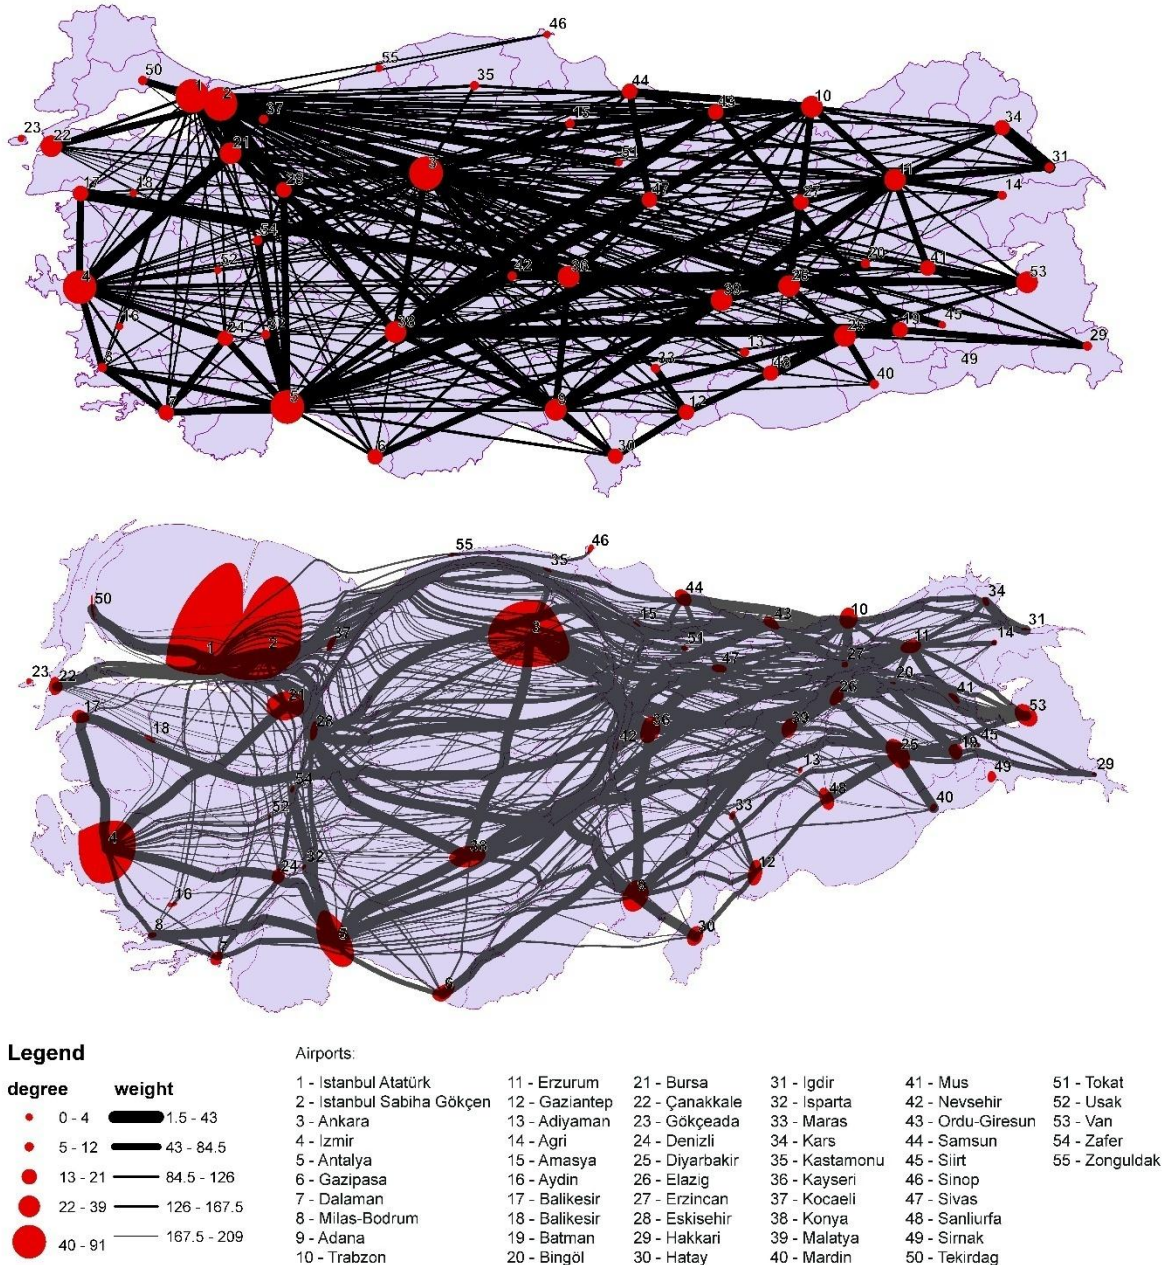 46
55
50
35
44
1
2
37
10
43
15
34
23
22
21
51
31
3
11
17
18
28
47
27
14
54
20
42
36
41
53
4
52
26
39
16
38
45
24
32
25
19
29
13
49
33
48
8
40
7
5
9
12
6
30
46
55
35
50
44
34
15
43
10
31
37
3
1
2
51
11
14
23
22
47
27
20
21
26
41
53
17
28
36
39
18
42
45
19
25
13
49
29
54
52
48
40
4
33
38
32
24
12
16
9
8
5
30
7
6
Legend
degree weight
0 - 4 1.5 - 43
5 - 12 43 - 84.5
13 - 21 84.5 - 126
22 - 39 126 - 167.5
40 - 91 167.5 - 209
Airports:
1 - Istanbul Atatürk
2 - Istanbul Sabiha Gökçen
3 - Ankara
4 - Izmir
5 - Antalya
6 - Gazipasa
7 - Dalaman
8 - Milas-Bodrum
9 - Adana
10 - Trabzon
11 - Erzurum
12 - Gaziantep
13 - Adiyaman
14 - Agri
15 - Amasya
16 - Aydin
17 - Balikesir
18 - Balikesir
19 - Batman
20 - Bingöl
21 - Bursa
22 - Çanakkale
23 - Gökçeada
24 - Denizli
25 - Diyarbakir
26 - Elazig
27 - Erzincan
28 - Eskisehir
29 - Hakkari
30 - Hatay
31 - Igdir
32 - Isparta
33 - Maras
34 - Kars
35 - Kastamonu
36 - Kayseri
37 - Kocaeli
38 - Konya
39 - Malatya
40 - Mardin
41 - Mus
42 - Nevsehir
43 - Ordu-Giresun
44 - Samsun
45 - Siirt
46 - Sinop
47 - Sivas
48 - Sanliurfa
49 - Sirnak
50 - Tekirdag
51 - Tokat
52 - Usak
53 - Van
54 - Zafer
55 - Zonguldak